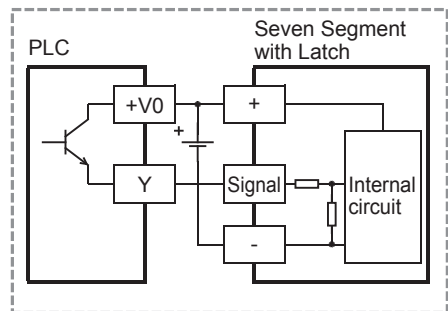 PLC
Seven Segment
with Latch
+V0
+
+
Y
Signal
Internal
circuit
-